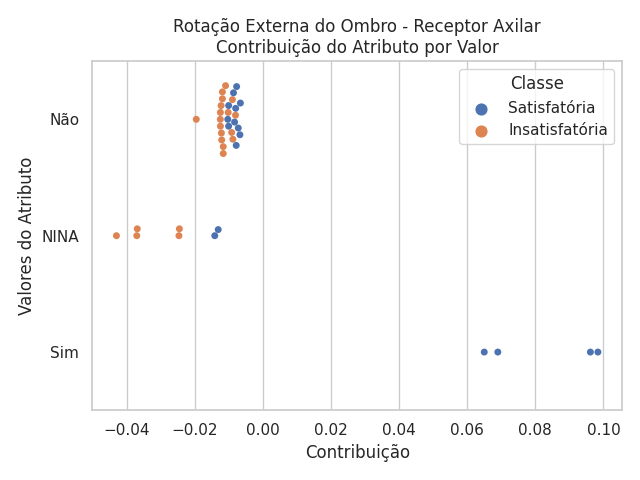 Rotação Externa do Ombro - Receptor Axilar
Contribuição do Atributo por Valor
Classe
Satisfatória
Insatisfatória
Valores do Atributo
Não
NINA
Sim
−0.04 −0.02 0.00 0.02 0.04 0.06 0.08 0.10
Contribuição